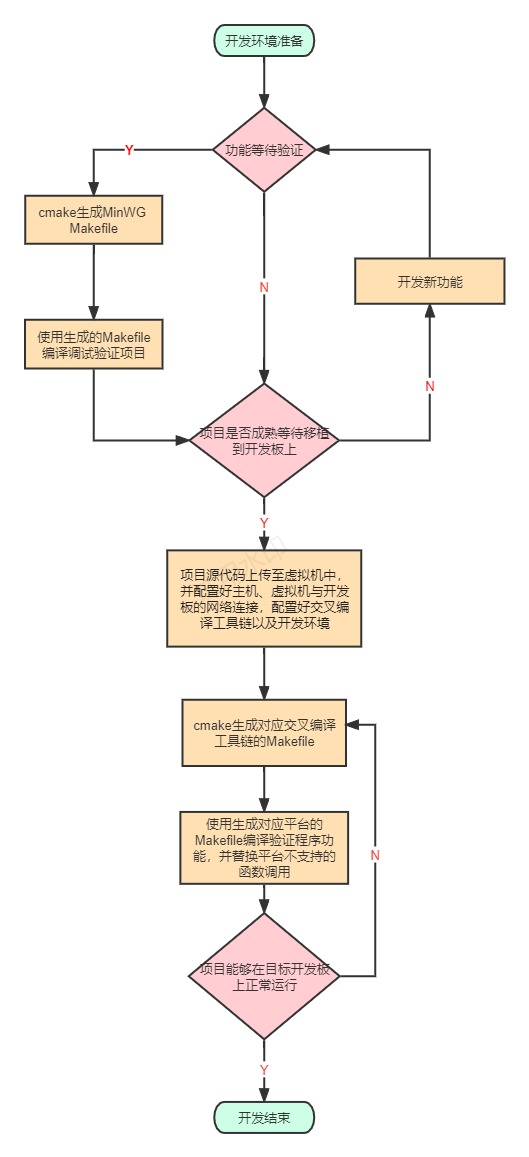 开发环境准备
功能等待验证
Y
cmake生成MinWG
Makefile
N
开发新功能
使用生成的Makefile
编译调试验证项目
N
项目是否成熟等待移植
到开发板上
Y
项目源代码上传至虚拟机中，
并配置好主机、虚拟机与开发
板的网络连接，配置好交叉编
译工具链以及开发环境
cmake生成对应交叉编译
工具链的Makefile
使用生成对应平台的
Makefile编译验证程序功
能，并替换平台不支持的
函数调用
N
项目能够在目标开发板
上正常运行
Y
开发结束